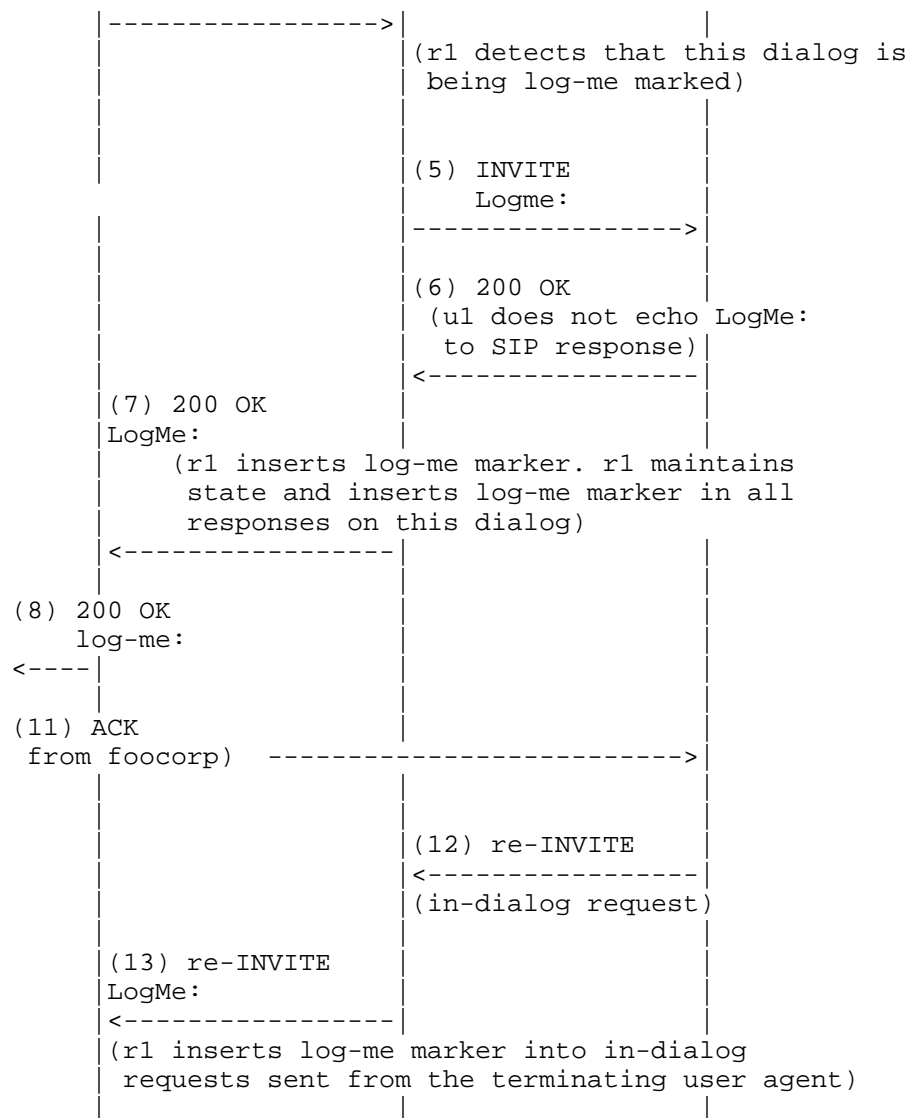 (r1 detects that this dialog is
being log-me marked)
(5) INVITE
Logme:
(6) 200 OK
(u1 does not echo LogMe:
to SIP response)
(7) 200 OK
LogMe:
(r1 inserts log-me marker. r1 maintains
state and inserts log-me marker in all
responses on this dialog)
(8) 200 OK
log-me:
(11) ACK
from foocorp)
(12) re-INVITE
(in-dialog request)
(13) re-INVITE
LogMe:
(r1 inserts log-me marker into in-dialog
requests sent from the terminating user agent)